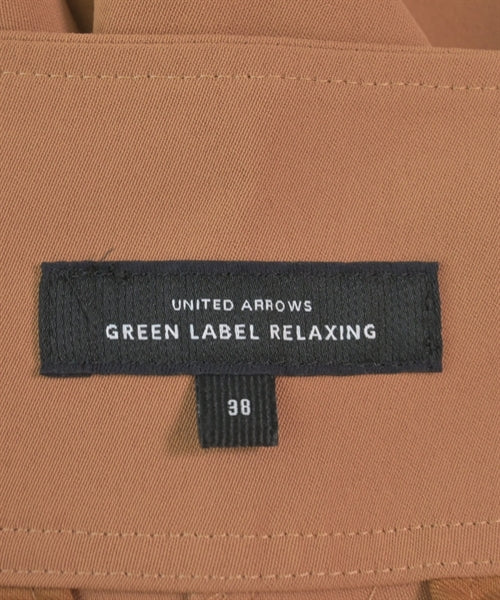 UNITED ARROWS
GREEN LABEL RELAXING
38